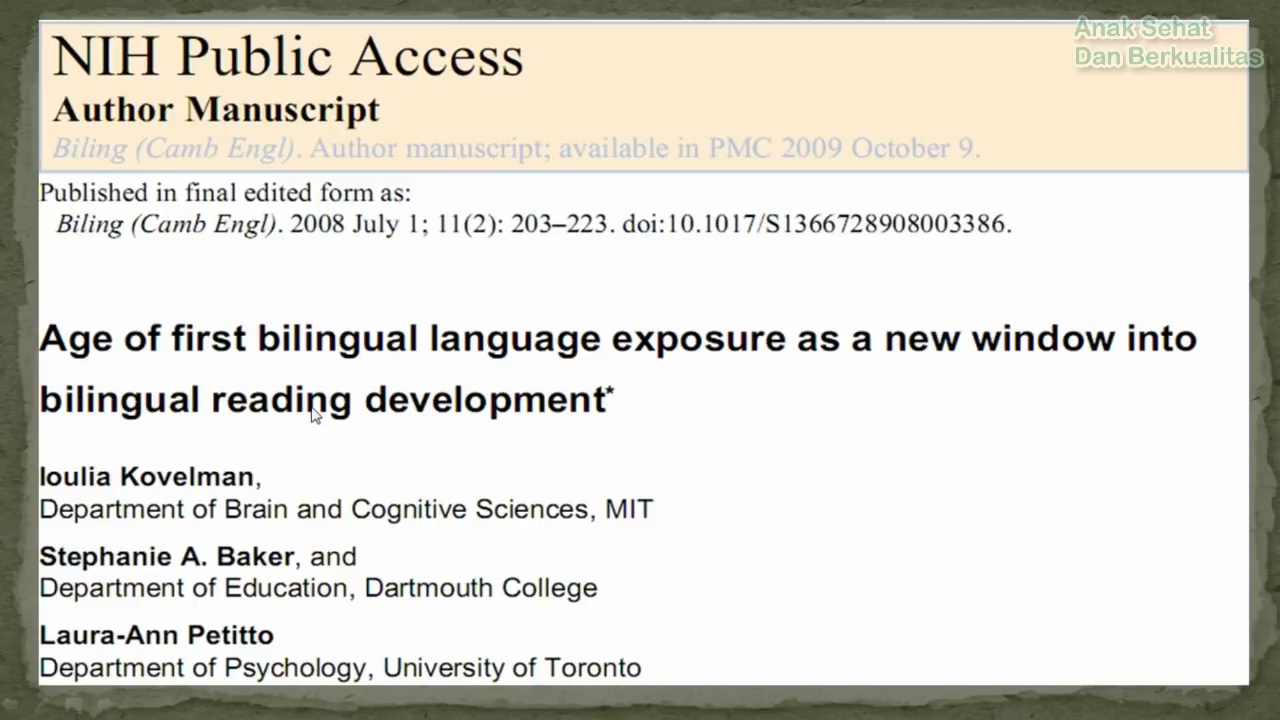 NIH Public Access
Author Manuscript
Biling (Camb Engl). Author manuscript; available in PMC 2009 October 9.
Anak Sehat
Dan Berkualitas
Published in final edited form as:
Biling (Camb Engl). 2008 July 1; 11(2): 203–223. doi:10.1017/S1366728908003386.
Age of first bilingual language exposure as a new window into
bilingual reading development*
Ioulia Kovelman,
Department of Brain and Cognitive Sciences, MIT
Stephanie A. Baker, and
Department of Education, Dartmouth College
Laura-Ann Petitto
Department of Psychology, University of Toronto